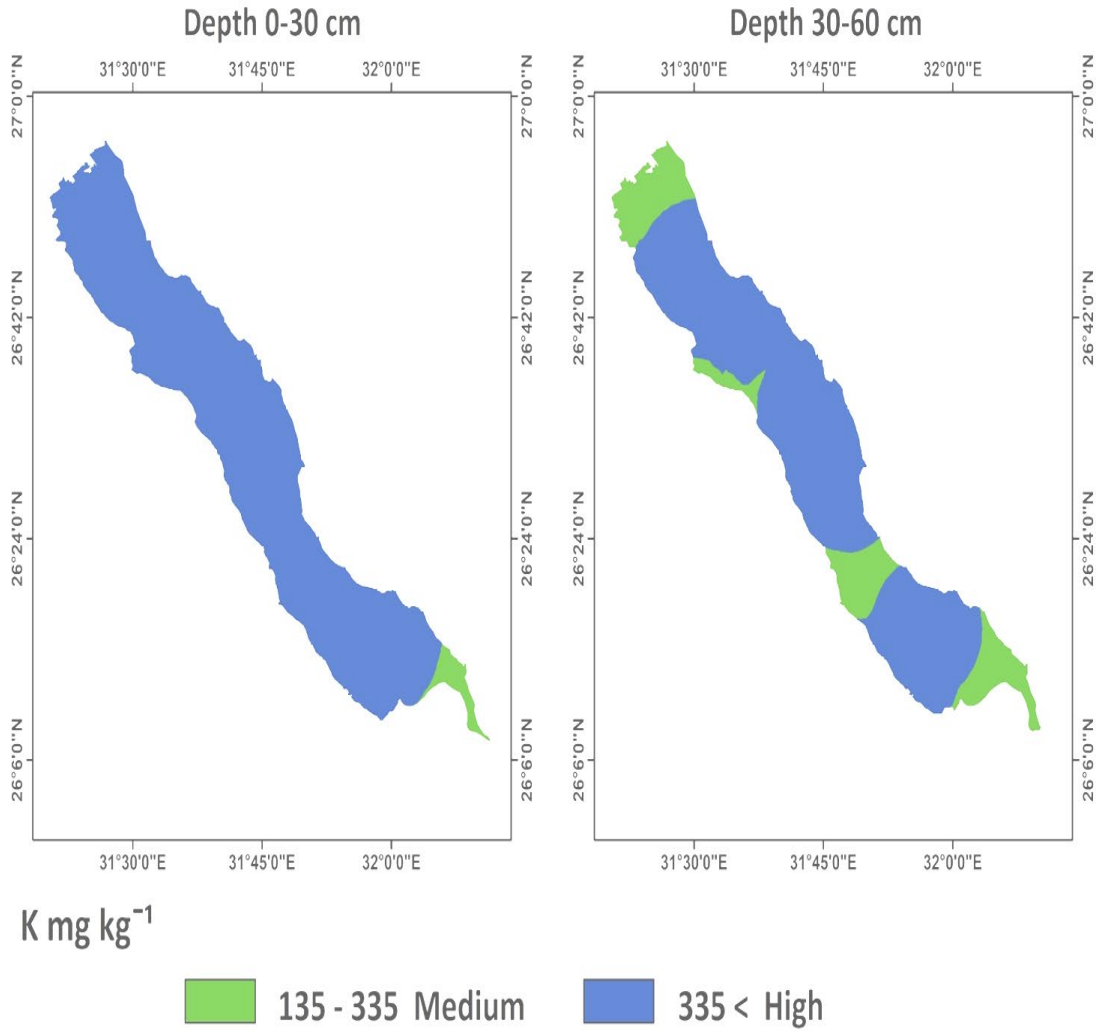 Depth 0-30 cm
Depth 30-60 cm
31°30'0"E 31°45'0"E 32°0'0"E
31°30'0"E 31°45'0"E 32°0'0"E
27°0'0"N 27°0'0"N 27°0'0"N 27°0'0"N
26°42'0"N 26°42'0"N 26°42'0"N 26°42'0"N
26°24'0"N 26°24'0"N 26°24'0"N 26°24'0"N
26°6'0"N 26°6'0"N 26°6'0"N 26°6'0"N
31°30'0"E 31°45'0"E 32°0'0"E
31°30'0"E 31°45'0"E 32°0'0"E
K mg kg⁻¹
135 - 335 Medium
335 < High